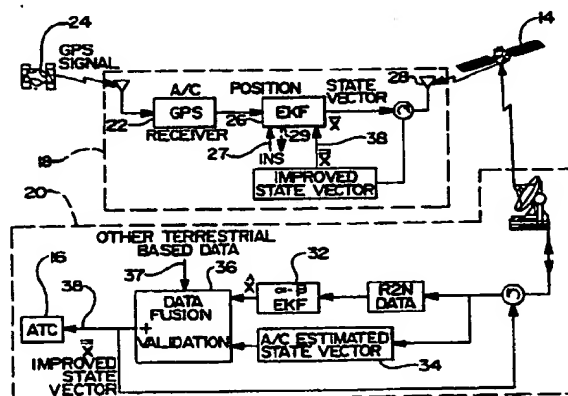 24
GPS SIGNAL
14
A/C
POSITION
STATE
VECTOR
28
GPS
EKF
22
RECEIVER
26
29
X
18
27
INS
38
IMPROVED
STATE VECTOR
20
OTHER TERRESTRIAL
BASED DATA
37
36
32
16
38
X
α-β
EKF
R2N
DATA
ATC
DATA
FUSION
+
VALIDATION
A/C ESTIMATED
STATE VECTOR
34
IMPROVED
STATE
VECTOR
X